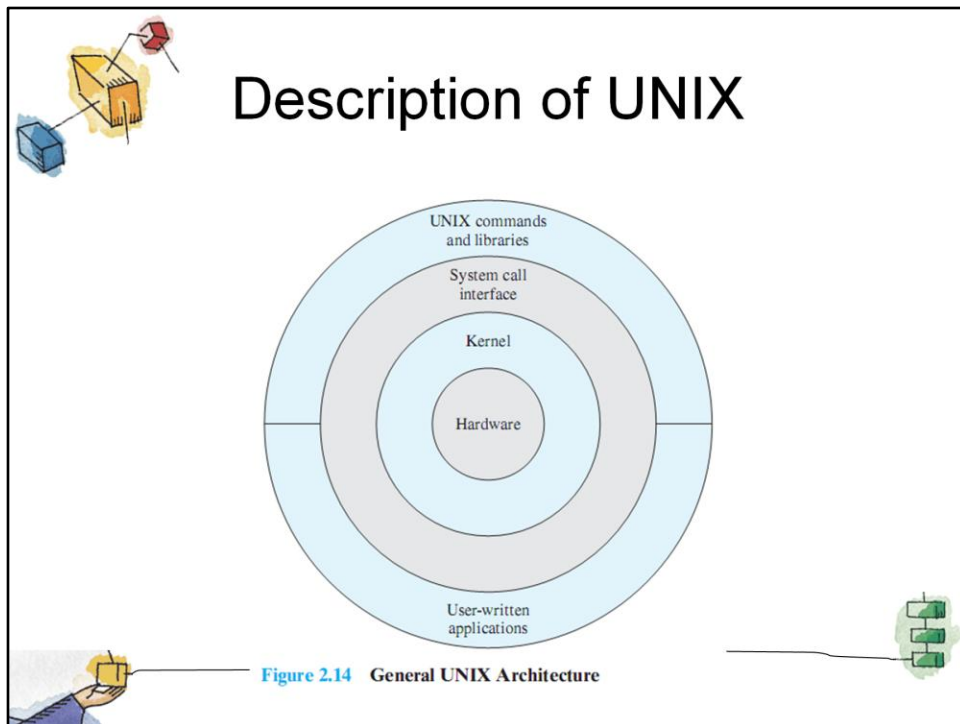 Description of UNIX
UNIX commands
and libraries
System call
interface
Kernel
Hardware
User-written
applications
Figure 2.14 General UNIX Architecture